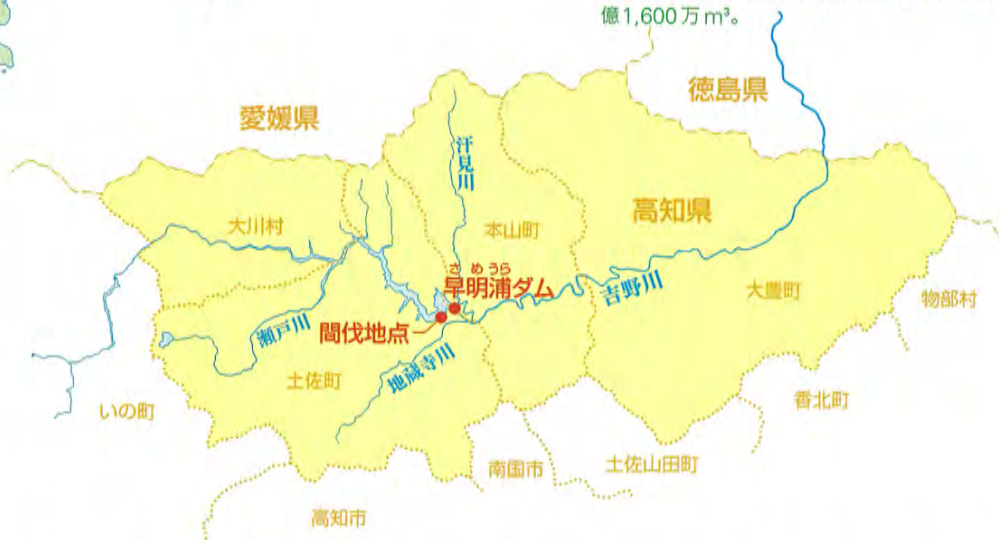 億1,600万m³。
徳島県
愛媛県
汗見川
高知県
大川村
本山町
さめうら
早明浦ダム
吉野川
大豊町
物部村
間伐地点
瀬戸川
地蔵寺川
土佐町
いの町
香北町
南国市
土佐山田町
高知市